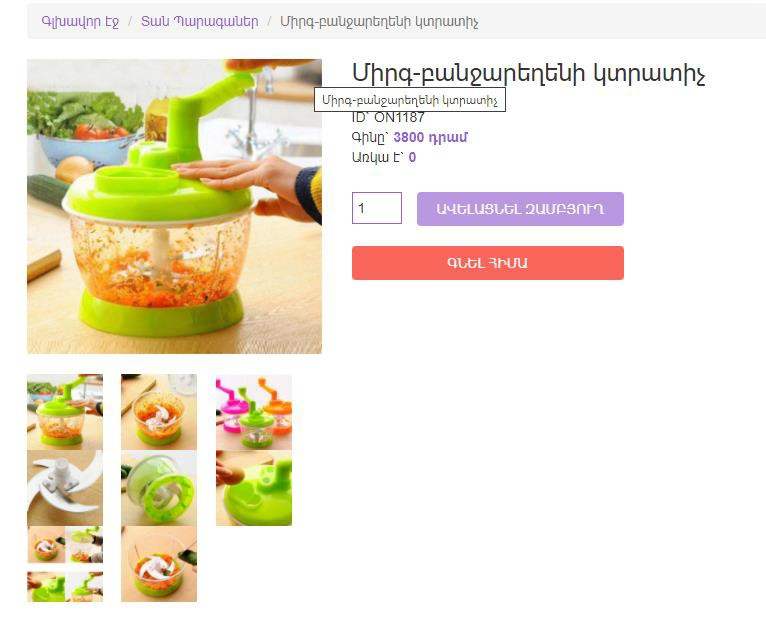 Գլխավոր էջ / Տան Պարագաներ / Միրգ-բանջարեղենի կտրատիչ
Միրգ-բանջարեղենի կտրատիչ
Միրգ-բանջարեղենի կտրատիչ
ID` ON1187
Գինը` 3800 դրամ
Առկա է` 0
1
ԱՎԵԼԱՑՆԵԼ ԶԱՄԲՅՈՒՂ
ԳՆԵԼ ՀԻՄԱ